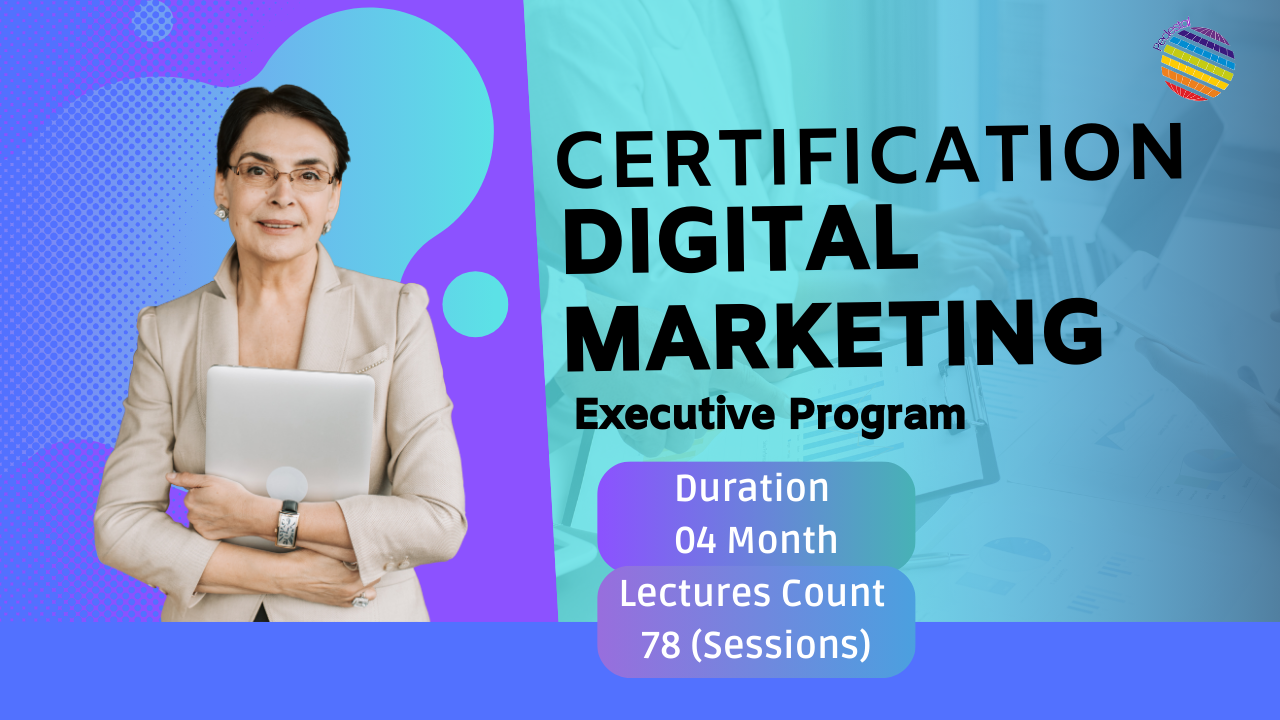 CERTIFICATION
DIGITAL
MARKETING
Executive Program
Duration
04 Month
Lectures Count
78 (Sessions)